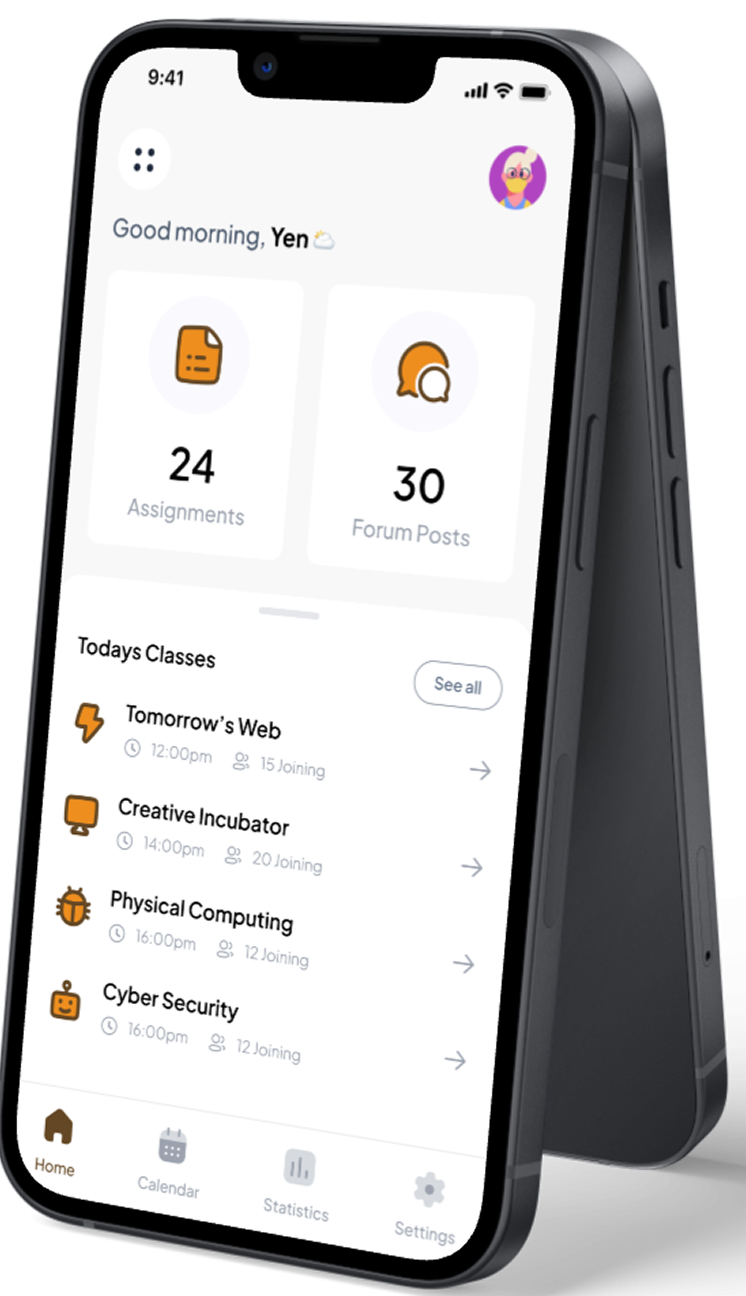 9:41
Good morning, Yen
24
Assignments
30
Forum Posts
Todays Classes
See all
Tomorrow's Web
12:00pm 15 Joining
Creative Incubator
14:00pm 20 Joining
Physical Computing
16:00pm 12 Joining
Cyber Security
16:00pm 12 Joining
Home
Calendar
Statistics
Settings